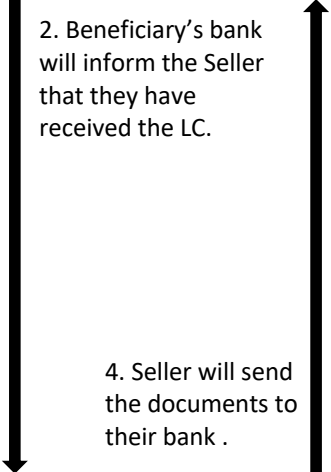 2. Beneficiary’s bank
will inform the Seller
that they have
received the LC.
4. Seller will send
the documents to
their bank .